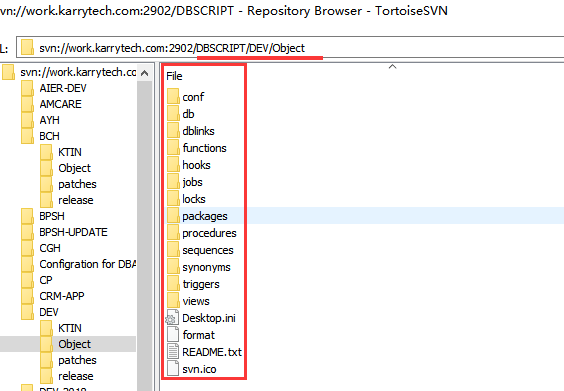 svn://work.karrytech.com:2902/DBSCRIPT - Repository Browser - TortoiseSVN
L: svn://work.karrytech.com:2902/DBSCRIPT/DEV/Object
svn://work.karrytech.co
AIER-DEV
AMCARE
AYH
BCH
KTIN
Object
patches
release
BPSH
BPSH-UPDATE
CGH
Configration for DBA
CP
CRM-APP
DEV
KTIN
Object
patches
release
DEV-2019
File
conf
db
dblinks
functions
hooks
jobs
locks
packages
procedures
sequences
synonyms
triggers
views
Desktop.ini
format
README.txt
svn.ico